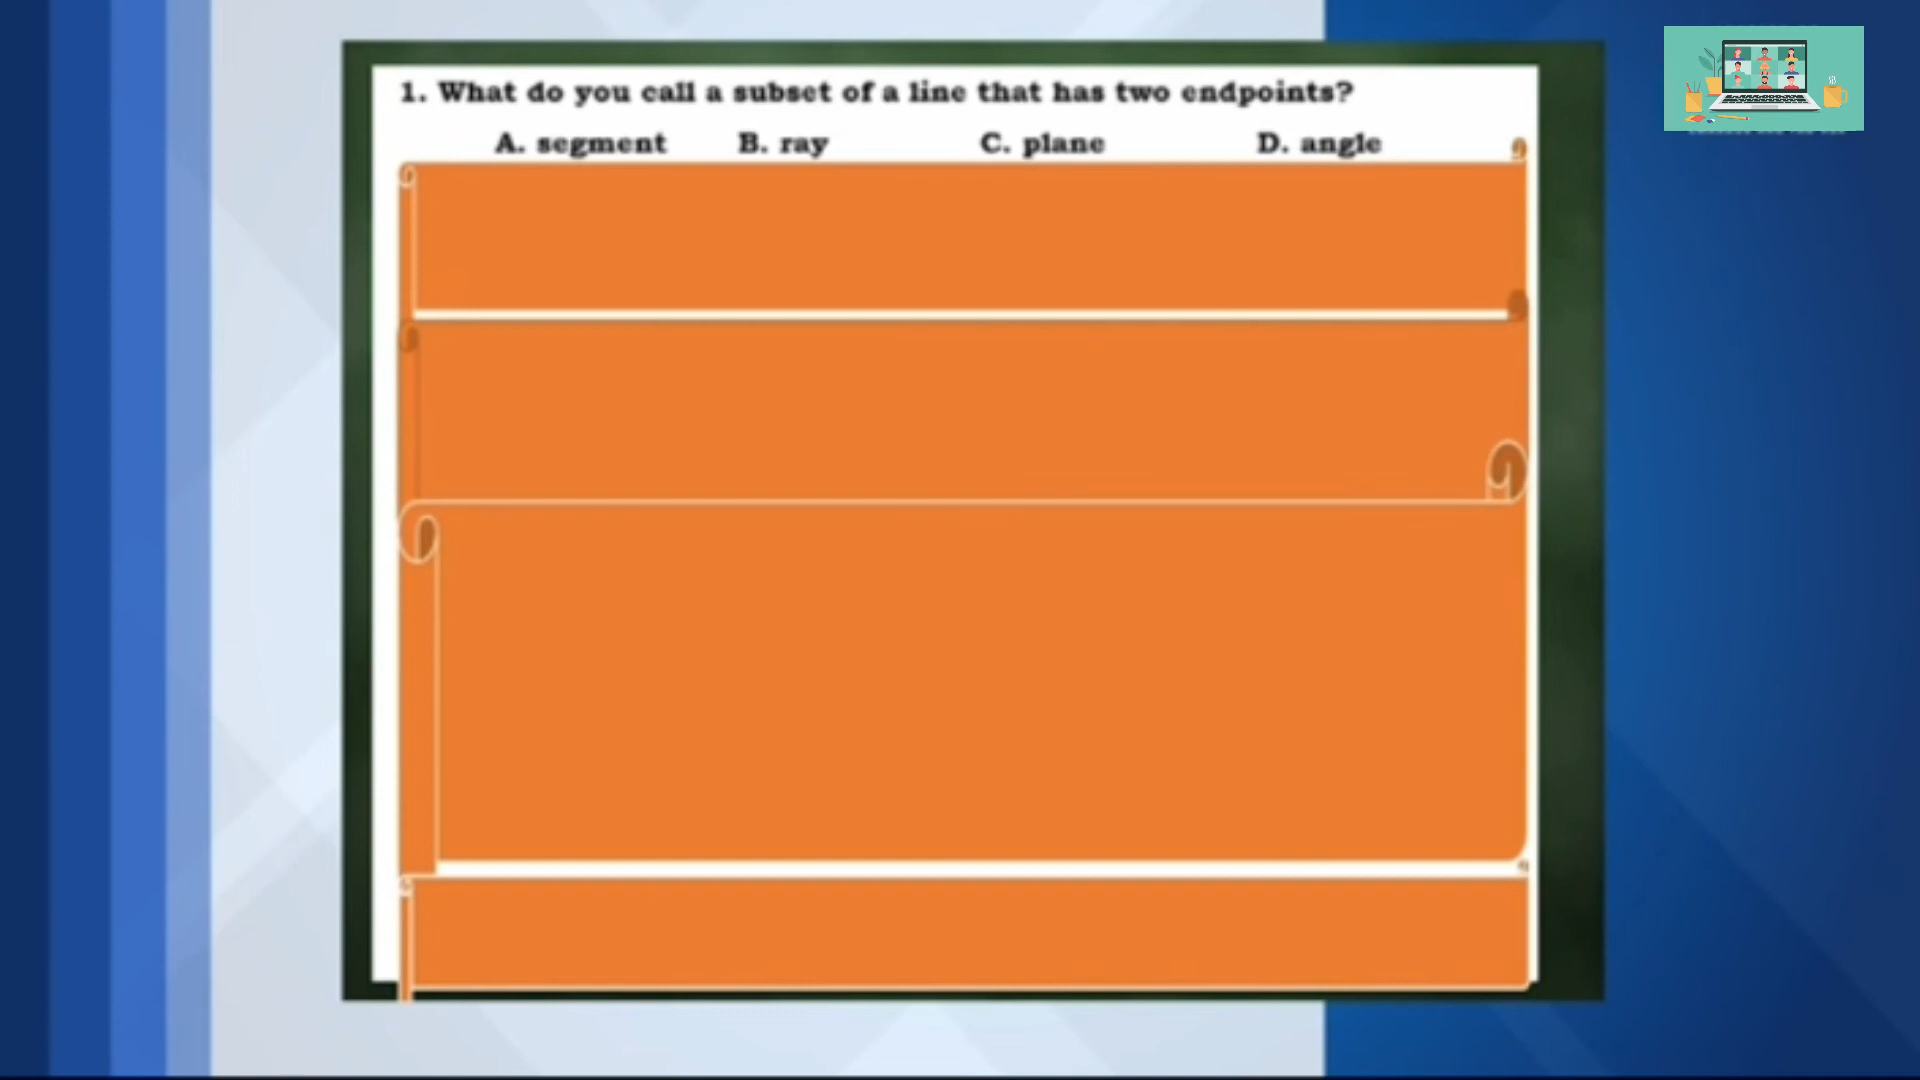 1. What do you call a subset of a line that has two endpoints?
A. segment B. ray C. plane D. angle